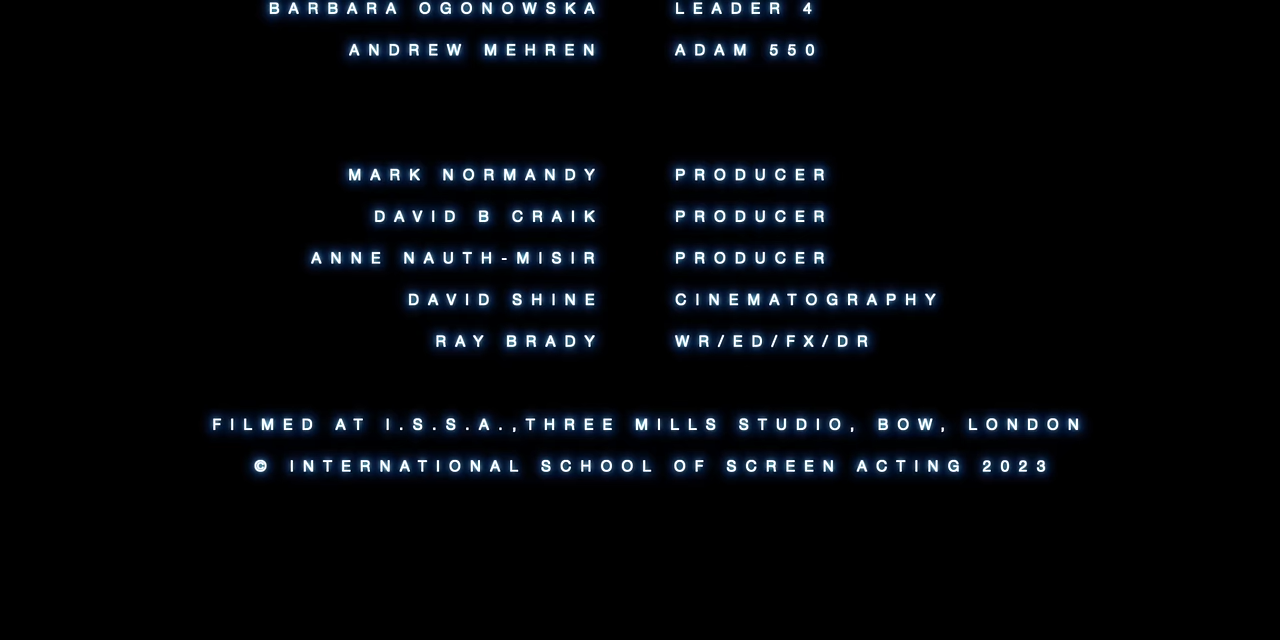 BARBARA OGONOWSKA LEADER 4
ANDREW MEHREN ADAM 550
MARK NORMANDY PRODUCER
DAVID B CRAIK PRODUCER
ANNE NAUTH-MISIR PRODUCER
DAVID SHINE CINEMATOGRAPHY
RAY BRADY WR/ED/FX/DR
FILMED AT I.S.S.A.,THREE MILLS STUDIO, BOW, LONDON
© INTERNATIONAL SCHOOL OF SCREEN ACTING 2023